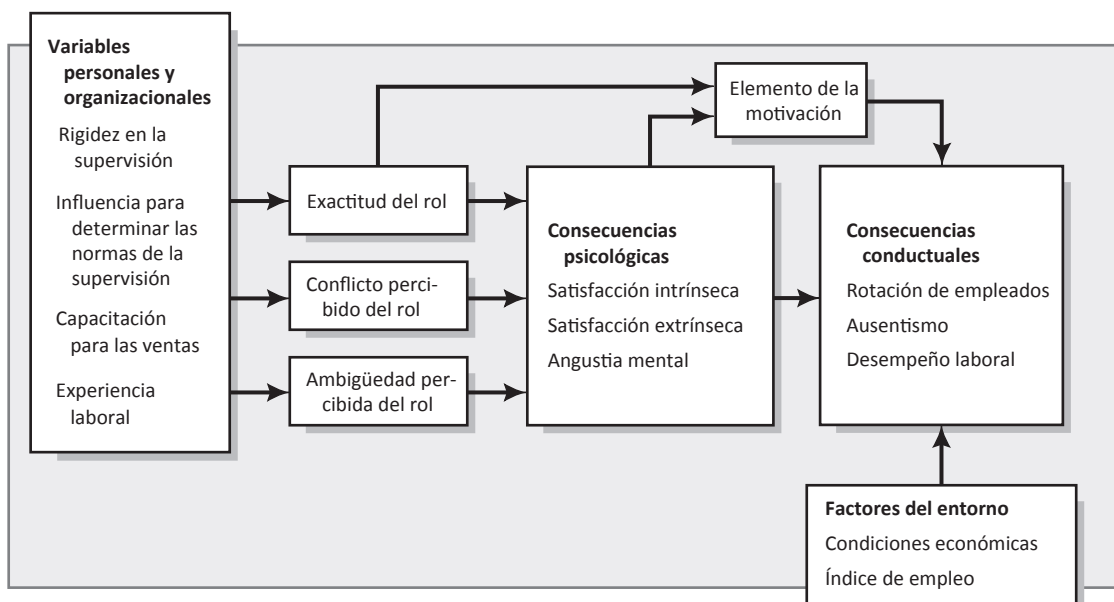 Variables
personales y
organizacionales
Rigidez en la
supervisión
Influencia para
determinar las
normas de la
supervisión
Capacitación
para las ventas
Experiencia
laboral
Exactitud del rol
Conflicto perci-
bido del rol
Ambigüedad per-
cibida del rol
Elemento de la
motivación
Consecuencias
psicológicas
Satisfacción intrínseca
Satisfacción extrínseca
Angustia mental
Consecuencias
conductuales
Rotación de empleados
Ausentismo
Desempeño laboral
Factores del entorno
Condiciones económicas
Índice de empleo